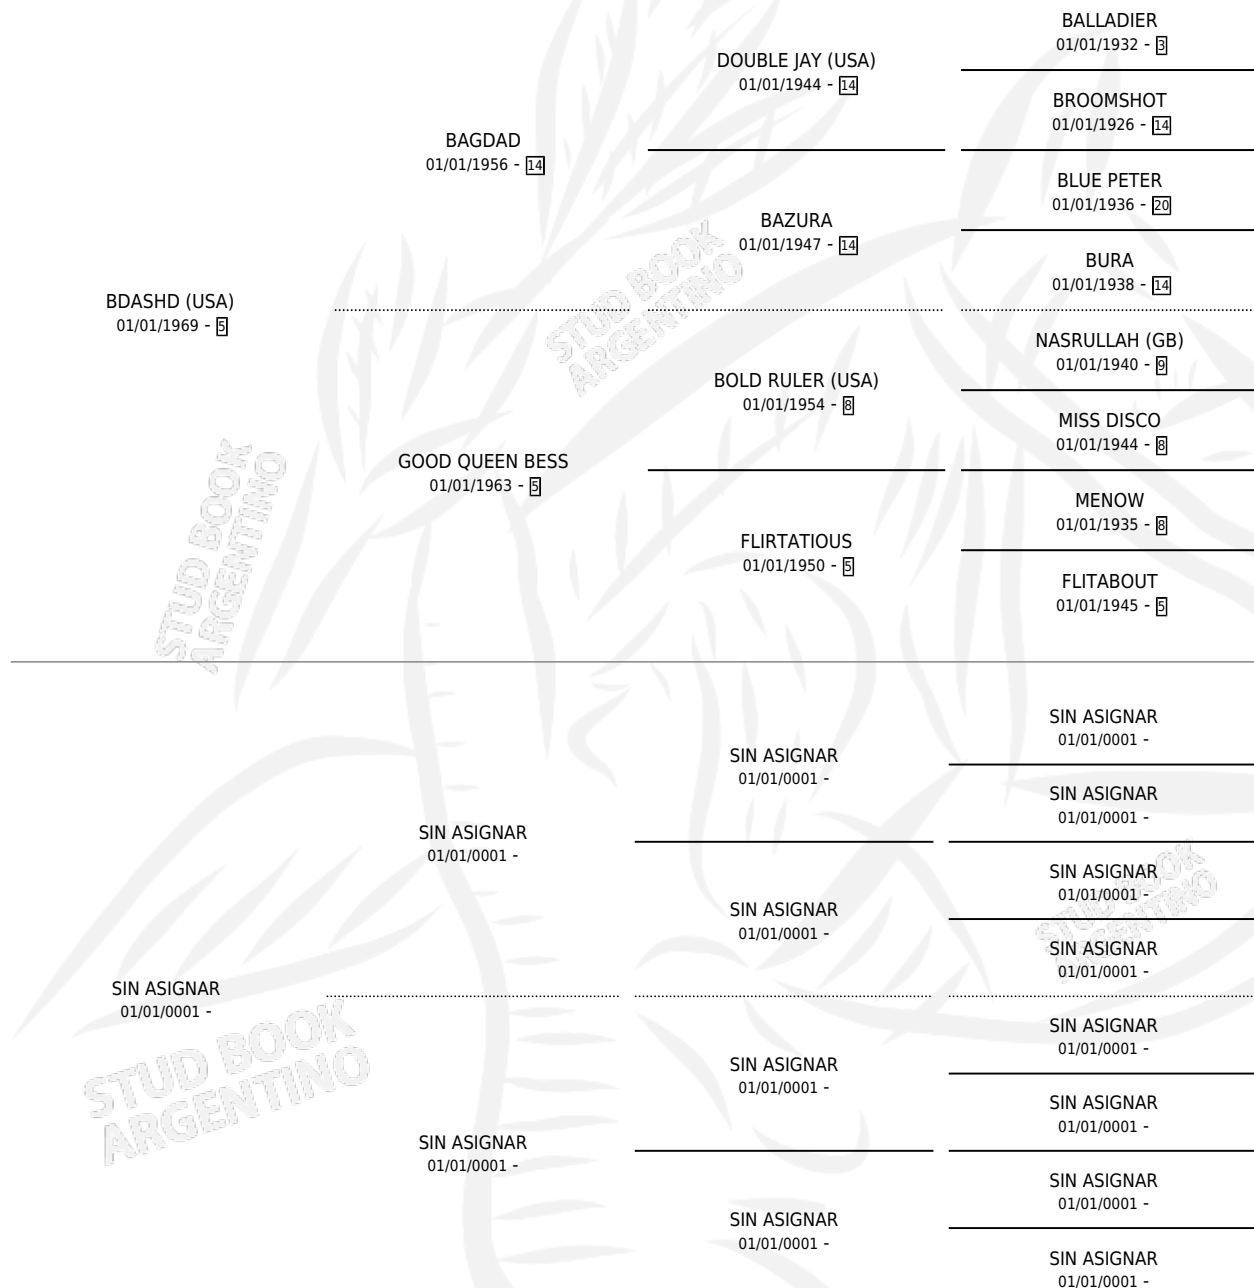 BALLADIER
01/01/1932 - 3
DOUBLE JAY (USA)
01/01/1944 - 14
BROOMSHOT
01/01/1926 - 14
BAGDAD
01/01/1956 - 14
BLUE PETER
01/01/1936 - 20
BAZURA
01/01/1947 - 14
BURA
01/01/1938 - 14
BDASHD (USA)
01/01/1969 - 5
NASRULLAH (GB)
01/01/1940 - 9
BOLD RULER (USA)
01/01/1954 - 8
MISS DISCO
01/01/1944 - 8
GOOD QUEEN BESS
01/01/1963 - 5
MENOW
01/01/1935 - 8
FLIRTATIOUS
01/01/1950 - 5
FLITABOUT
01/01/1945 - 5
STUD BOOK
ARGENTINO
STUD BOOK
ARGENTINO
SIN ASIGNAR
01/01/0001 -
SIN ASIGNAR
01/01/0001 -
SIN ASIGNAR
01/01/0001 -
SIN ASIGNAR
01/01/0001 -
SIN ASIGNAR
01/01/0001 -
SIN ASIGNAR
01/01/0001 -
SIN ASIGNAR
01/01/0001 -
SIN ASIGNAR
01/01/0001 -
SIN ASIGNAR
01/01/0001 -
SIN ASIGNAR
01/01/0001 -
SIN ASIGNAR
01/01/0001 -
SIN ASIGNAR
01/01/0001 -
SIN ASIGNAR
01/01/0001 -
SIN ASIGNAR
01/01/0001 -
SIN ASIGNAR
01/01/0001 -
STUD BOOK
ARGENTINO
STUD BOOK
ARGENTINO